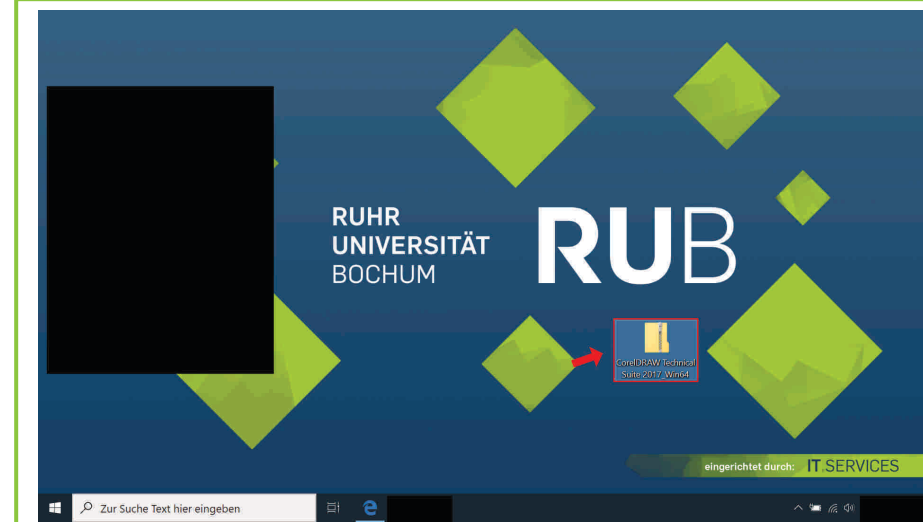 RUHR
UNIVERSITÄT
BOCHUM
RUB
CorelDRAW Technical
Suite 2017_Win64
eingerichtet durch: IT.SERVICES
Zur Suche Text hier eingeben